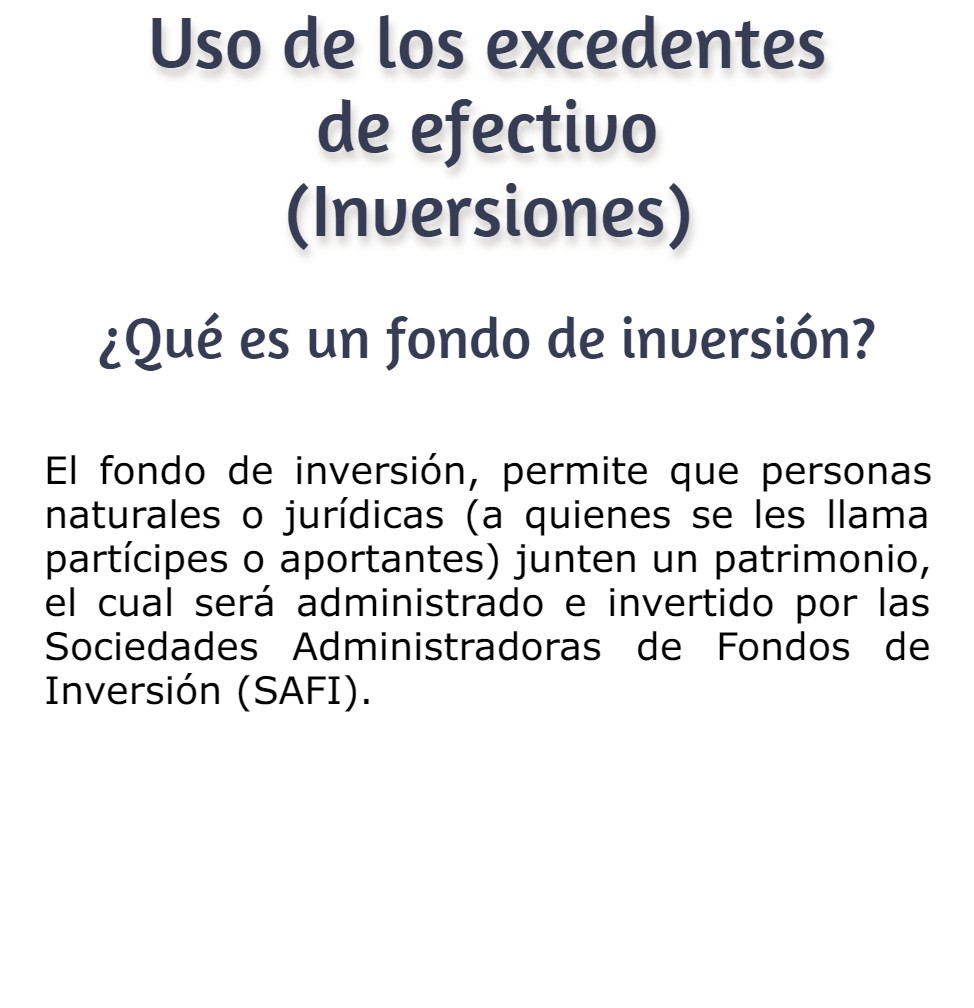 Uso de los excedentes
de efectivo
(Inversiones)
¿Qué es un fondo de inversión?
El fondo de inversión, permite que personas
naturales o jurídicas (a quienes se les llama
partícipes o aportantes) junten un patrimonio,
el cual será administrado e invertido por las
Sociedades Administradoras de Fondos de
Inversión (SAFI).